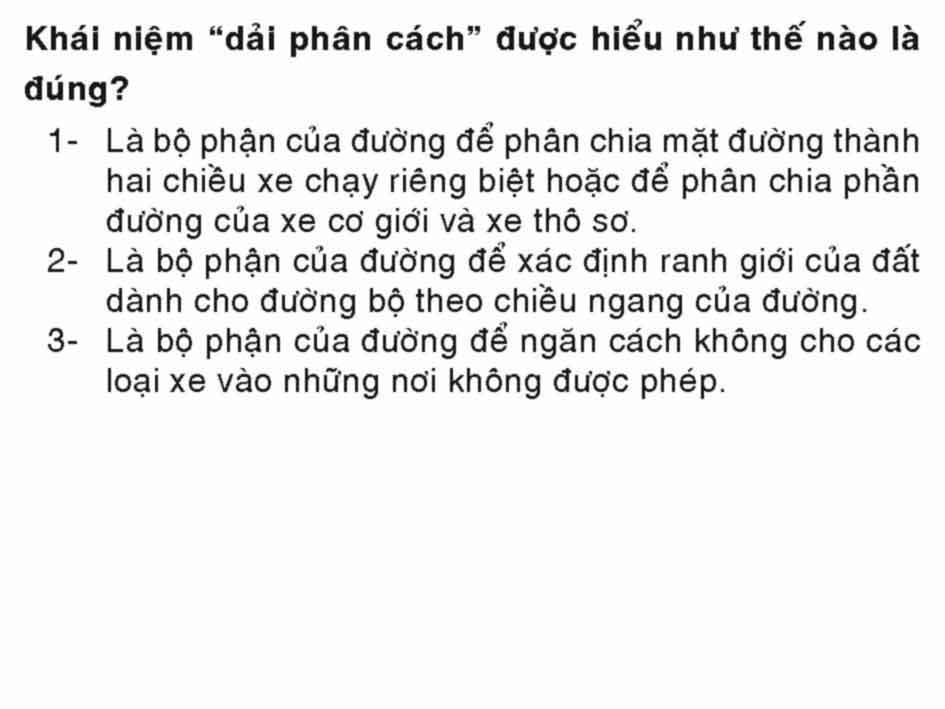 Khái niệm “dải phân cách” được hiểu như thế nào là
đúng?
1- Là bộ phận của đường để phân chia mặt đường thành
hai chiều xe chạy riêng biệt hoặc để phân chia phần
đường của xe cơ giới và xe thô sơ.
2- Là bộ phận của đường để xác định ranh giới của đất
dành cho đường bộ theo chiều ngang của đường.
3- Là bộ phận của đường để ngăn cách không cho các
loại xe vào những nơi không được phép.